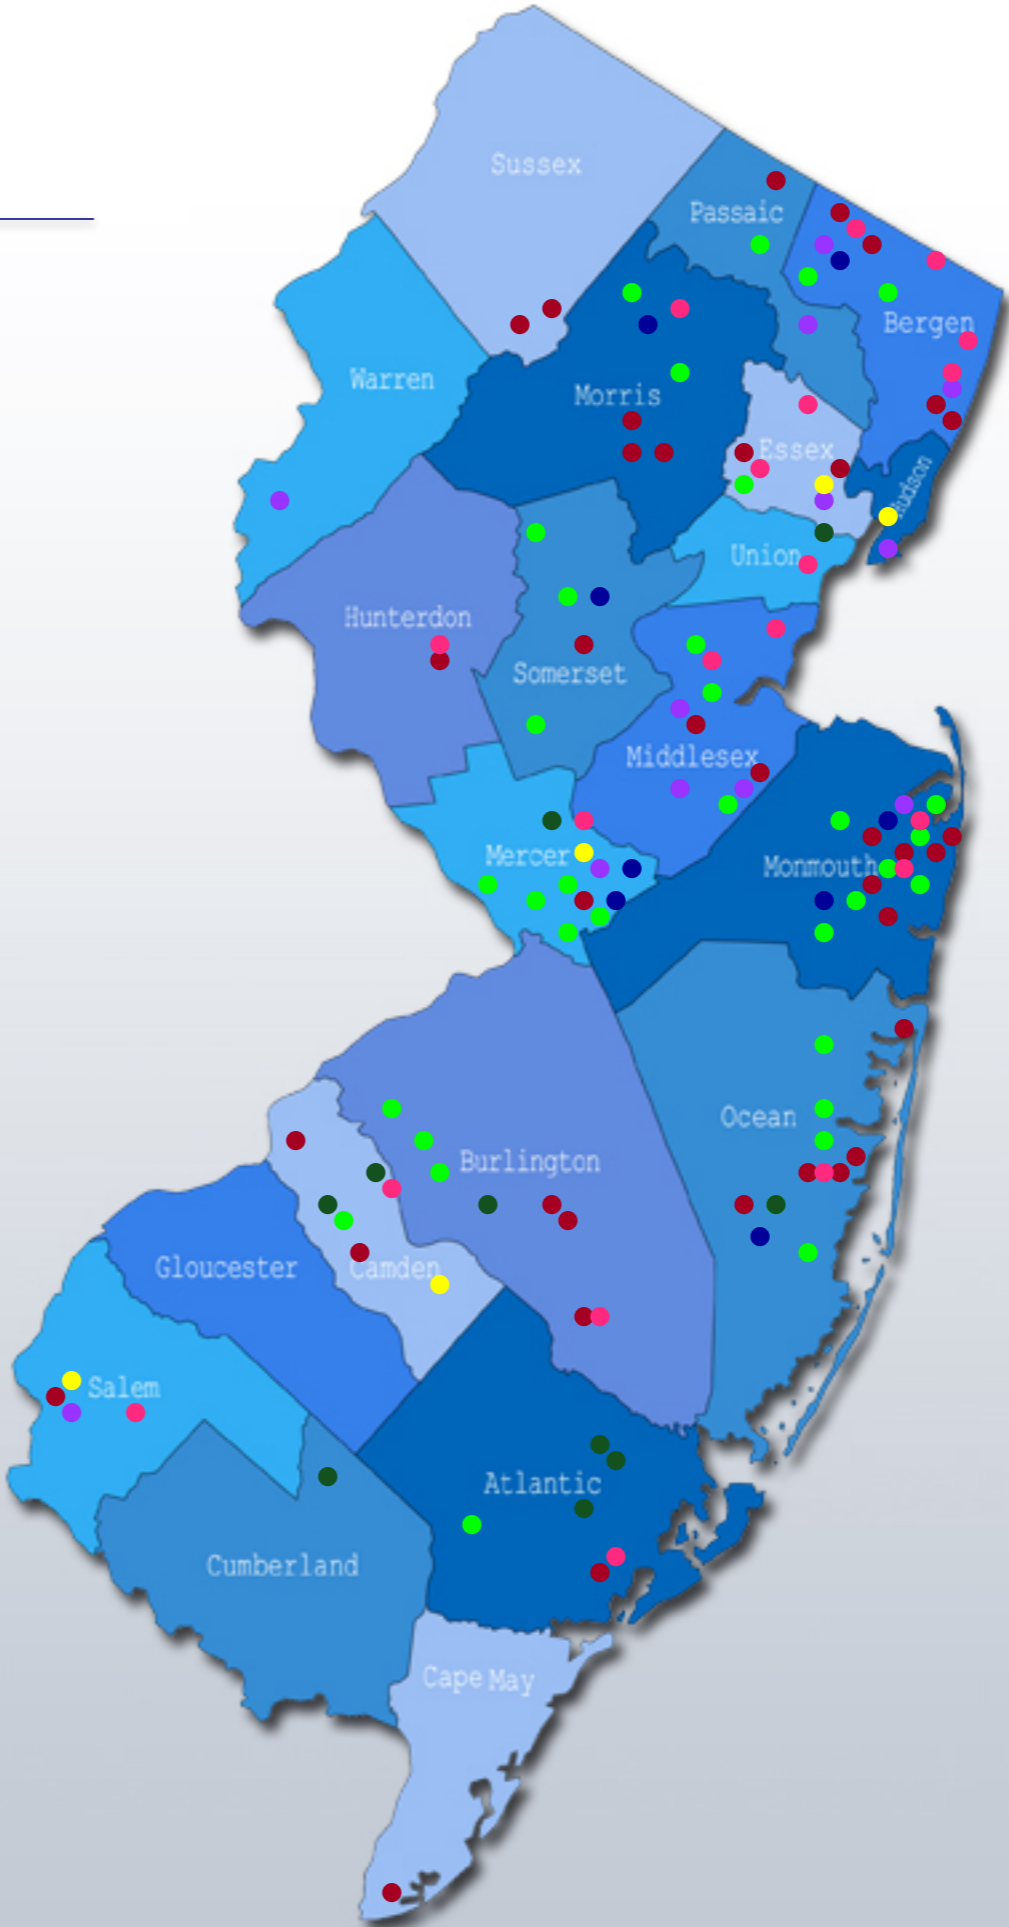 Sussex
Passaic
Bergen
Warren
Morris
Essex
Hudson
Union
Hunterdon
Somerset
Middlesex
Mercer
Monmouth
Ocean
Burlington
Gloucester
Camden
Salem
Atlantic
Cumberland
Cape May